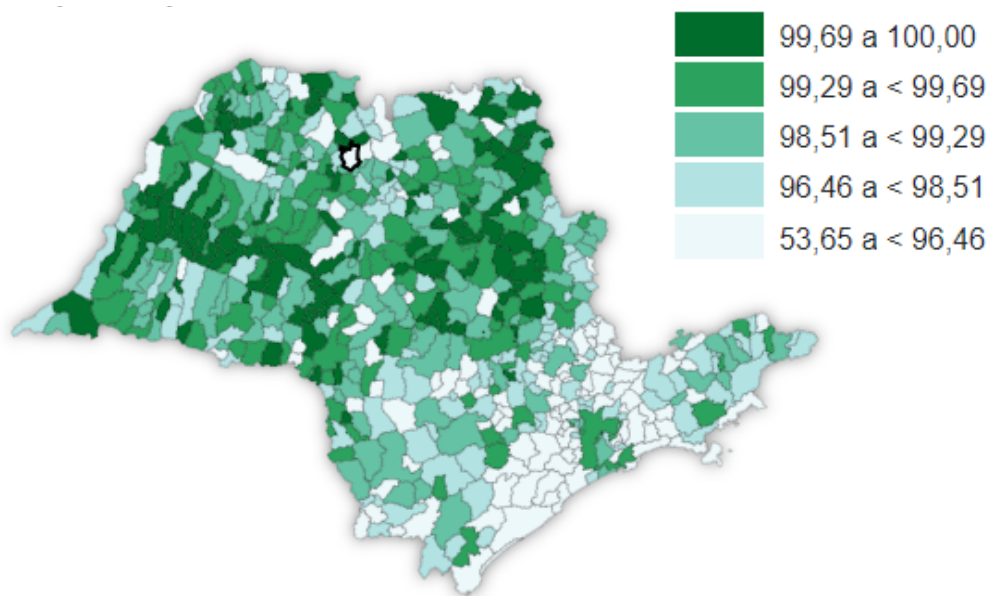 99,69 a 100,00
99,29 a < 99,69
98,51 a < 99,29
96,46 a < 98,51
53,65 a < 96,46